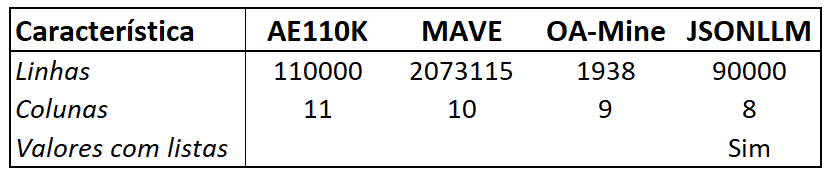 Característica AE110K MAVE OA-Mine JSONLLM
Linhas 110000 2073115 1938 90000
Colunas 11 10 9 8
Valores com listas Sim